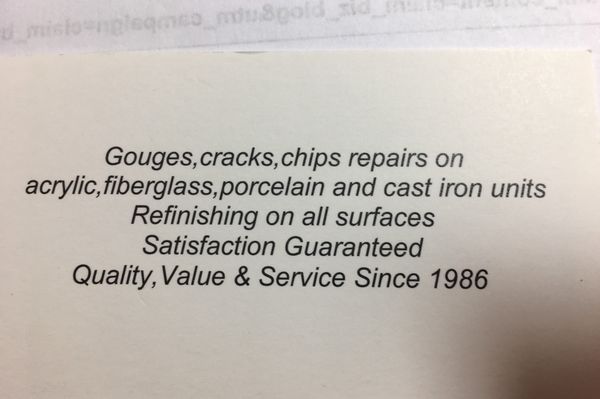 Gouges,cracks,chips repairs on
acrylic,fiberglass,porcelain and cast iron units
Refinishing on all surfaces
Satisfaction Guaranteed
Quality,Value & Service Since 1986